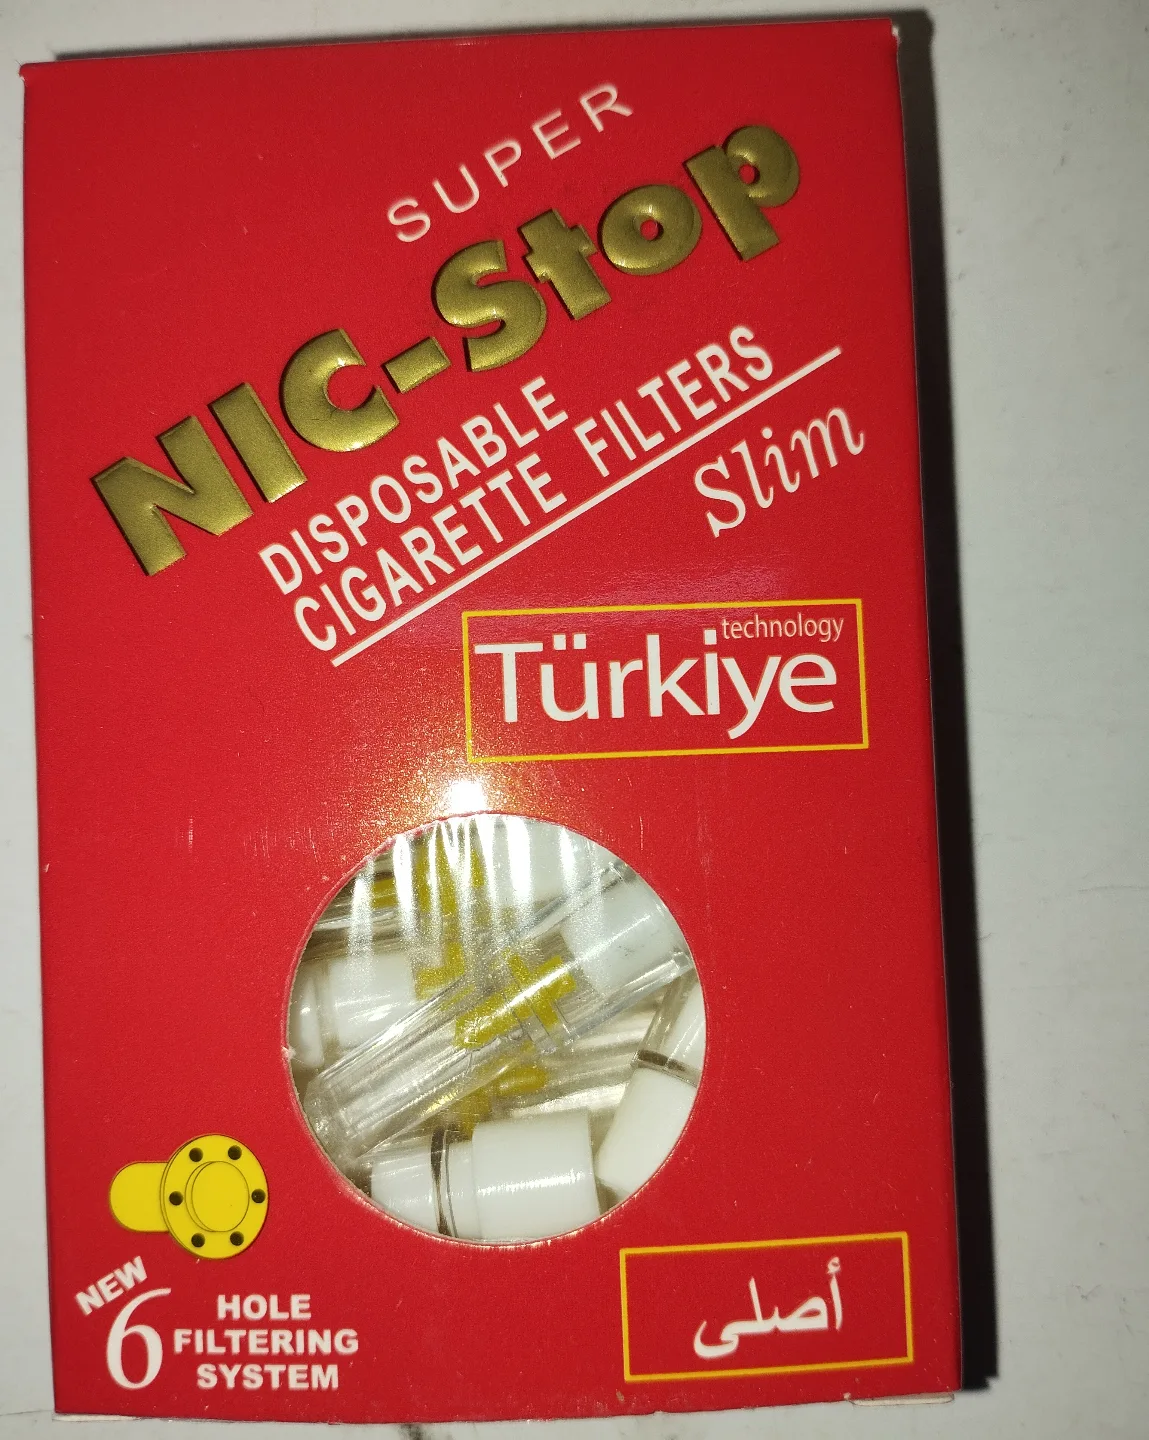 SUPER
NIC-Stop
DISPOSABLE
CIGARETTE FILTERS
Slim
technology
Türkiye
NEW
6 HOLE
FILTERING
SYSTEM
أصلى